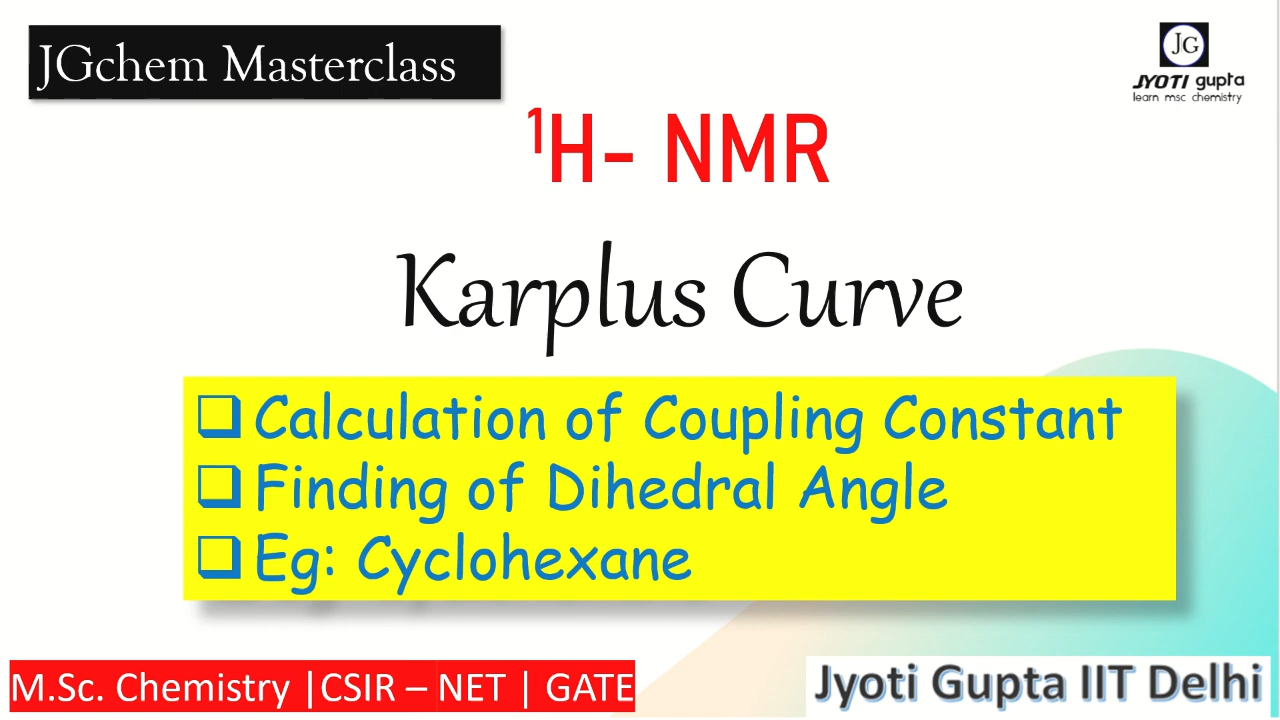 JGchem Masterclass
JG
JYOTI gupta
learn msc chemistry
¹H- NMR
Karplus Curve
❑ Calculation of Coupling Constant
❑ Finding of Dihedral Angle
❑ Eg: Cyclohexane
M.Sc. Chemistry |CSIR – NET | GATE
Jyoti Gupta IIT Delhi